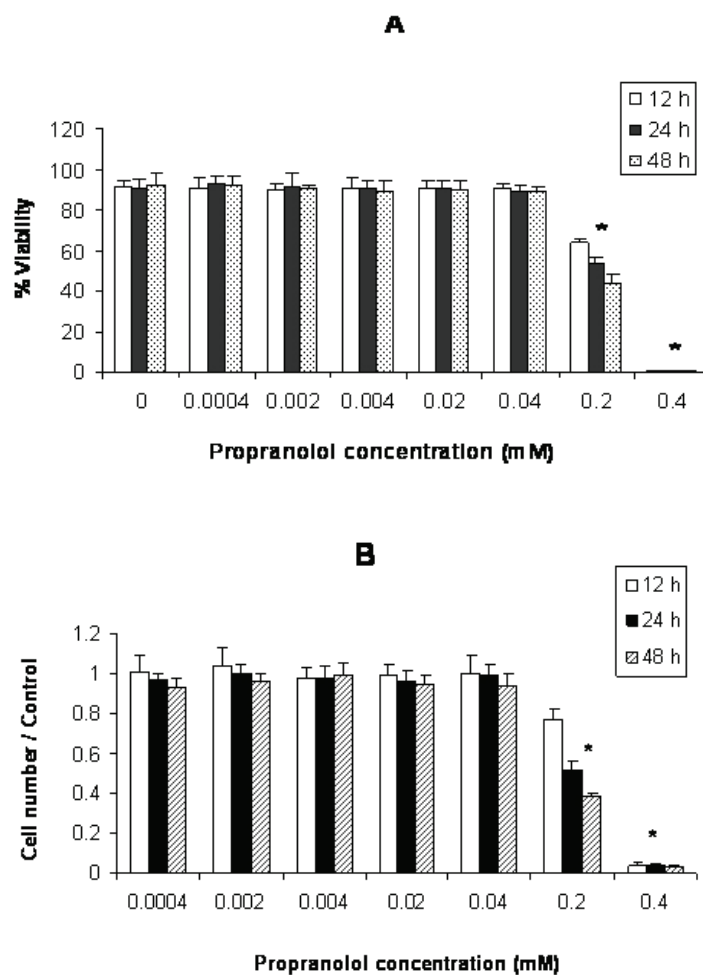 A
12 h
24 h
48 h
120
100
80
60
40
20
0
% Viability
*
*
0 0.0004 0.002 0.004 0.02 0.04 0.2 0.4
Propranolol concentration (mM)
B
12 h
24 h
48 h
1.2
1
0.8
0.6
0.4
0.2
0
Cell number / Control
*
*
0.0004 0.002 0.004 0.02 0.04 0.2 0.4
Propranolol concentration (mM)